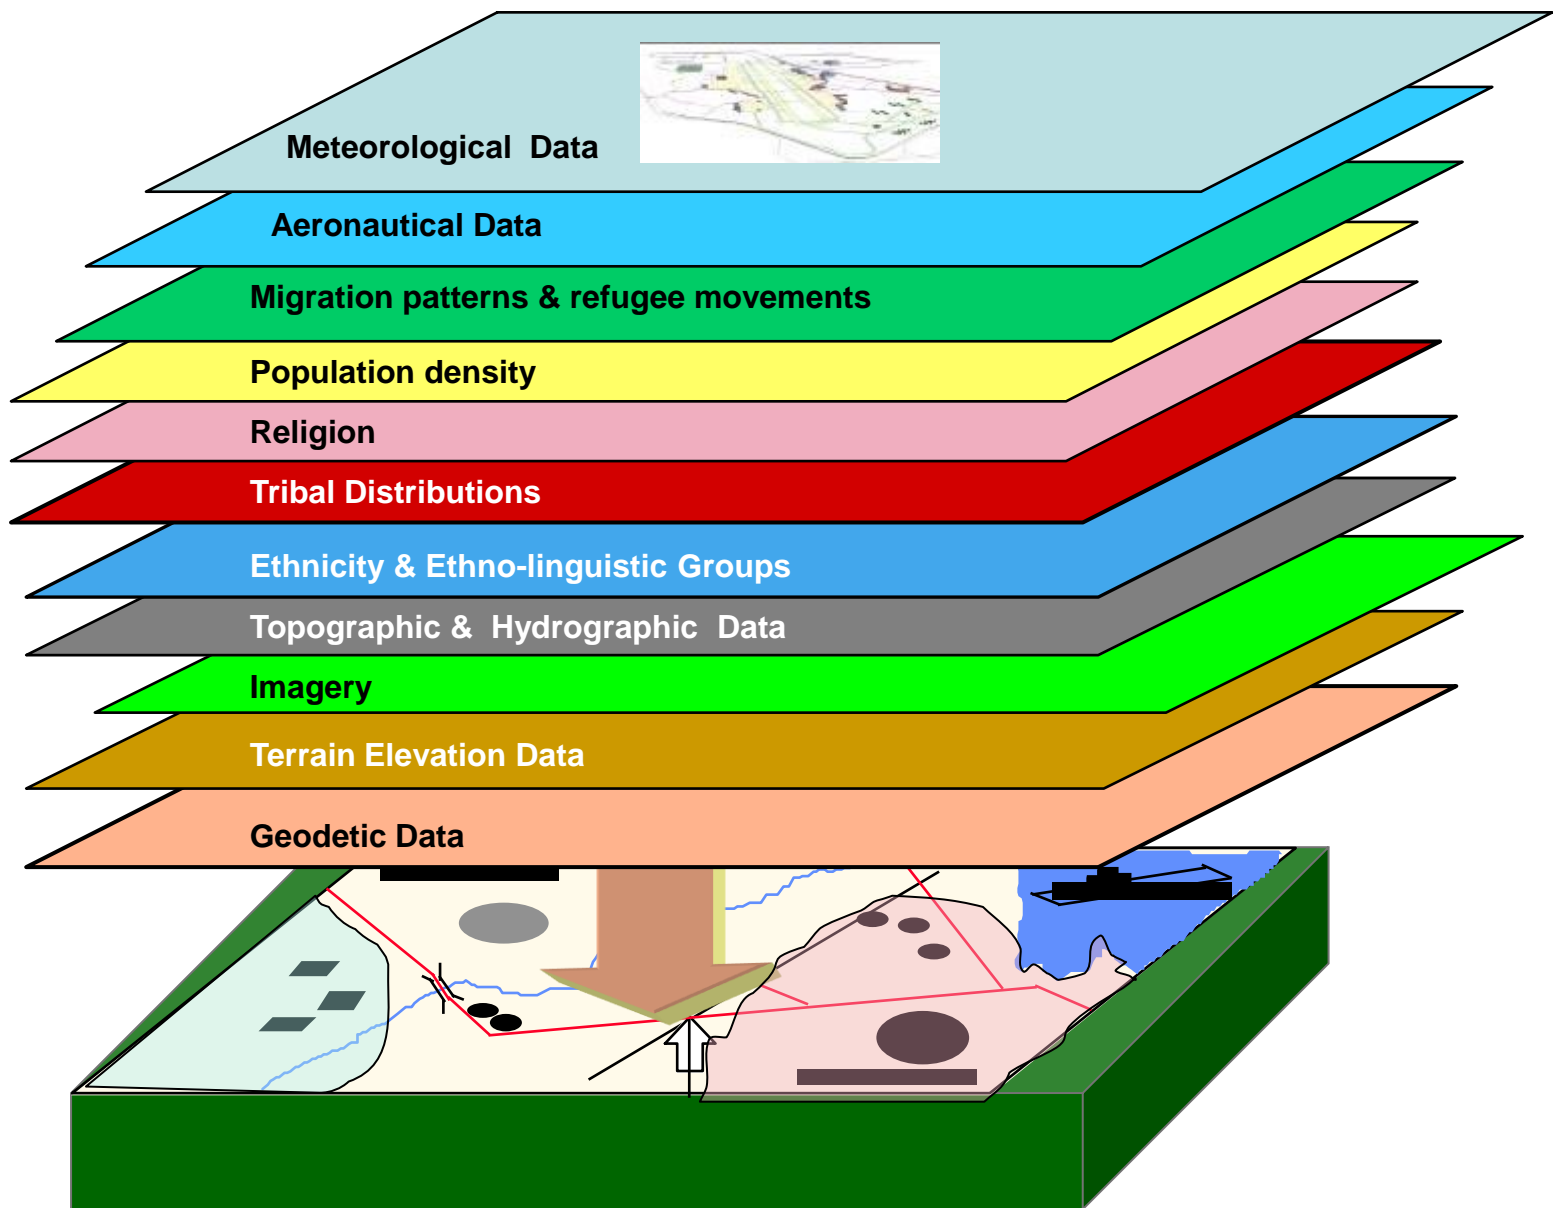 Meteorological Data
Aeronautical Data
Migration patterns & refugee movements
Population density
Religion
Tribal Distributions
Ethnicity & Ethno-linguistic Groups
Topographic & Hydrographic Data
Imagery
Terrain Elevation Data
Geodetic Data